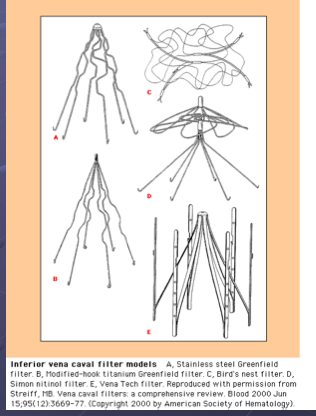 A
C
D
B
E
Inferior vena caval filter models A, Stainless steel Greenfield
filter. B, Modified-hook titanium Greenfield filter. C, Bird's nest filter. D,
Simon nitinol filter. E, Vena Tech filter. Reproduced with permission from
Streiff, MB. Vena caval filters: a comprehensive review. Blood 2000 Jun
15;95(12):3669-77. (Copyright 2000 by American Society of Hematology).